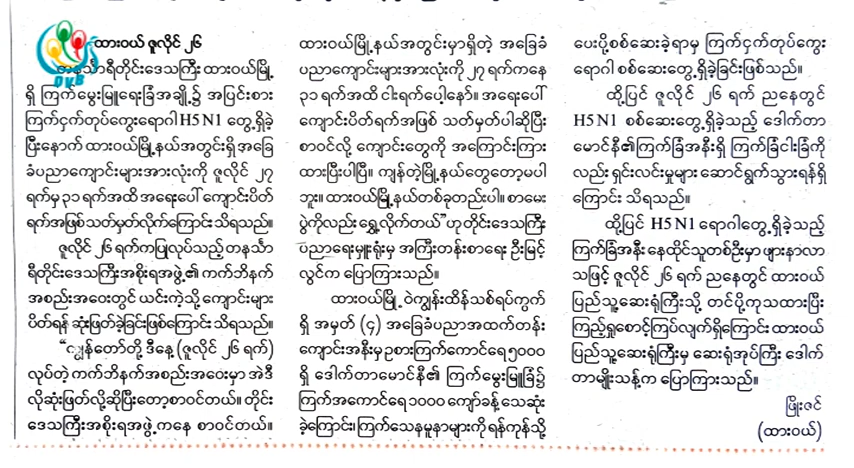 ထားဝယ် ဇူလိုင် ၂၆
တနင်္သာရီတိုင်းဒေသကြီး ထားဝယ်မြို့
ရှိ ကြက်မွေးမြူရေးခြံအချို့၌ အပြင်းစား
ကြက်ငှက်တုပ်ကွေးရောဂါH5N1 တွေ့ရှိခဲ့
ပြီးနောက် ထားဝယ်မြို့နယ်အတွင်းရှိအခြေ
ခံပညာကျောင်းများအားလုံးကို ဇူလိုင် ၂၇
ရက်မှ ၃၁ ရက်အထိ အရေးပေါ် ကျောင်းပိတ်
ရက်အဖြစ် သတ်မှတ်လိုက်ကြောင်း သိရသည်။
ဇူလိုင် ၂၆ ရက်ကပြုလုပ်သည့် တနင်္သာ
ရီတိုင်းဒေသကြီးအစိုးရအဖွဲ့၏ ကက်ဘိနက်
အစည်းအဝေးတွင် ယင်းကဲ့သို့ ကျောင်းများ
ပိတ်ရန် ဆုံးဖြတ်ခဲ့ခြင်းဖြစ်ကြောင်း သိရသည်။
“ကျွန်တော်တို့ ဒီနေ့ (ဇူလိုင် ၂၆ ရက်)
လုပ်တဲ့ ကက်ဘိနက်အစည်းအဝေးမှာ အဲဒီ
လိုဆုံးဖြတ်လို့ဆိုပြီးတော့စာဝင်တယ်။ တိုင်း
ဒေသကြီးအစိုးရအဖွဲ့ကနေ စာဝင်တယ်။
ထားဝယ်မြို့နယ်အတွင်းမှာရှိတဲ့ အခြေခံ
ပညာကျောင်းများအားလုံးကို ၂၇ ရက်ကနေ
၃၁ ရက်အထိ ငါးရက်ပေါ့နော်။ အရေးပေါ်
ကျောင်းပိတ်ရက်အဖြစ် သတ်မှတ်ပါဆိုပြီး
စာဝင်လို့ ကျောင်းတွေကို အကြောင်းကြား
ထားပြီးပါပြီ။ ကျန်တဲ့မြို့နယ်တွေတော့မပါ
ဘူး။ ထားဝယ်မြို့နယ်တစ်ခုတည်းပါ။ စာမေး
ပွဲကိုလည်း ရွှေ့လိုက်တယ်”ဟု တိုင်းဒေသကြီး
ပညာရေးမှူးရုံးမှ အကြီးတန်းစာရေး ဦးမြင့်
လွင်က ပြောကြားသည်။
ထားဝယ်မြို့ ဝဲကျွန်းထိန်သစ်ရပ်ကွက်
ရှိ အမှတ် (၄) အခြေခံပညာအထက်တန်း
ကျောင်းအနီးမှဥစားကြက်ကောင်ရေ၅၀၀၀
ရှိ ဒေါက်တာမောင်နီ၏ ကြက်မွေးမြူခြံ၌
ကြက်အကောင်ရေ၁၀၀၀ ကျော်ခန့် သေဆုံး
ခဲ့ကြောင်း၊ ကြက်သေနမူနာများကို ရန်ကုန်သို့
ပေးပို့စစ်ဆေးခဲ့ရာမှ ကြက်ငှက်တုပ်ကွေး
ရောဂါ စစ်ဆေးတွေ့ရှိခဲ့ခြင်းဖြစ်သည်။
ထို့ပြင် ဇူလိုင် ၂၆ ရက် ညနေတွင်
H5N1 စစ်ဆေးတွေ့ရှိခဲ့သည့် ဒေါက်တာ
မောင်နီ၏ကြက်ခြံအနီးရှိ ကြက်ခြံငါးခြံကို
လည်း ရှင်းလင်းမှုများ ဆောင်ရွက်သွားရန်ရှိ
ကြောင်း သိရသည်။
ထို့ပြင် H5N1 ရောဂါတွေ့ရှိခဲ့သည့်
ကြက်ခြံအနီး နေထိုင်သူတစ်ဦးမှာ ဖျားနာလာ
သဖြင့် ဇူလိုင် ၂၆ ရက် ညနေတွင် ထားဝယ်
ပြည်သူ့ဆေးရုံကြီးသို့ တင်ပို့ကုသထားပြီး
ကြည့်ရှုစောင့်ကြပ်လျက်ရှိကြောင်း ထားဝယ်
ပြည်သူ့ဆေးရုံကြီးမှ ဆေးရုံအုပ်ကြီး ဒေါက်
တာမျိုးသန့်က ပြောကြားသည်။
ဖြိုးဇင်
(ထားဝယ်)